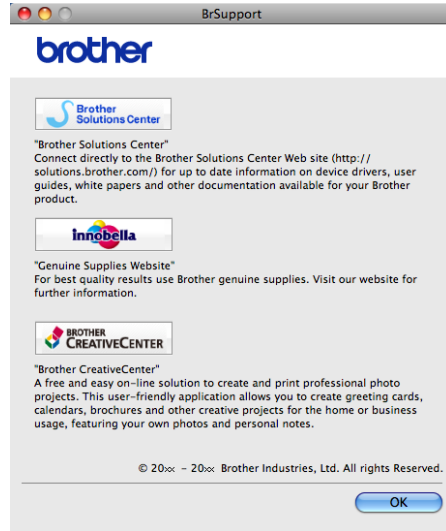 BrSupport
brother
Brother
Solutions Center
"Brother Solutions Center"
Connect directly to the Brother Solutions Center Web site (http://
solutions.brother.com/) for up to date information on device drivers, user
guides, white papers and other documentation available for your Brother
product.
innobella
"Genuine Supplies Website"
For best quality results use Brother genuine supplies. Visit our website for
further information.
BROTHER
CREATIVECENTER
"Brother CreativeCenter"
A free and easy on-line solution to create and print professional photo
projects. This user-friendly application allows you to create greeting cards,
calendars, brochures and other creative projects for the home or business
usage, featuring your own photos and personal notes.
© 20xx - 20xx Brother Industries, Ltd. All rights Reserved.
OK